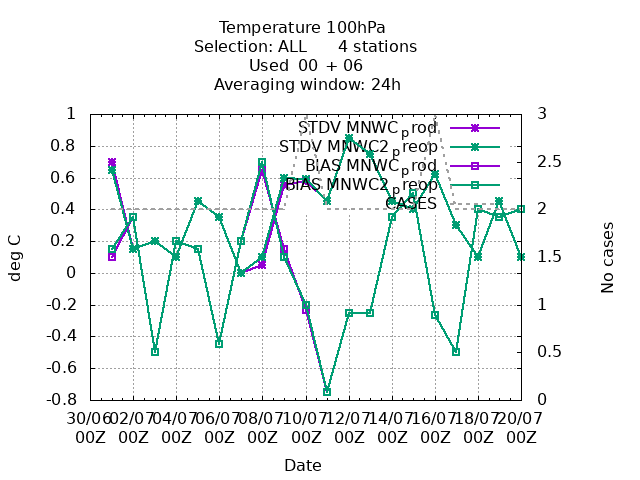 Temperature 100hPa
Selection: ALL 4 stations
Used 00 + 06
Averaging window: 24h
STDV MNWC_prod
STDV MNWC2_preop
BIAS MNWC_prod
BIAS MNWC2_preop
CASES
deg C
1
0.8
0.6
0.4
0.2
0
-0.2
-0.4
-0.6
-0.8
3
2.5
2
1.5
1
0.5
0
No cases
30/06 02/07 04/07 06/07 08/07 10/07 12/07 14/07 16/07 18/07 20/07
00Z 00Z 00Z 00Z 00Z 00Z 00Z 00Z 00Z 00Z 00Z
Date